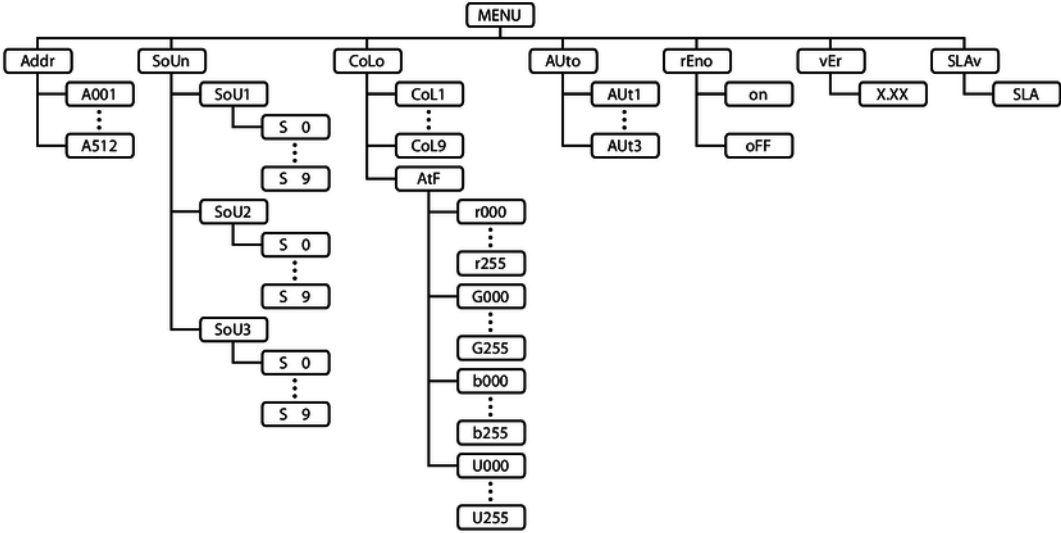 MENU
Addr
SoUn
CoLo
AUto
rEno
vEr
SLAv
A001
A512
SoU1
S 0
S 9
SoU2
S 0
S 9
SoU3
S 0
S 9
CoL1
CoL9
AtF
r000
r255
G000
G255
b000
b255
U000
U255
AUt1
AUt3
on
oFF
X.XX
SLA